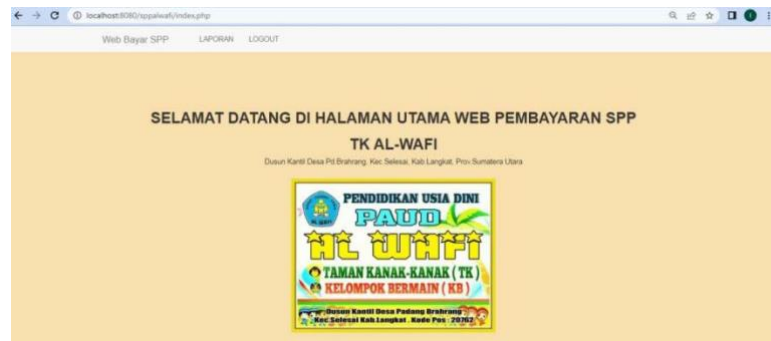 localhost:8080/sppalwafi/index.php
Web Bayar SPP LAPORAN LOGOUT
SELAMAT DATANG DI HALAMAN UTAMA WEB PEMBAYARAN SPP
TK AL-WAFI
Dusun Kantil Desa Pd.Brahrang, Kec.Selesai, Kab.Langkat, Prov.Sumatera Utara
PENDIDIKAN USIA DINI
PAUD
AL WAFI
TAMAN KANAK-KANAK ( TK )
KELOMPOK BERMAIN ( KB )
Dusun Kantil Desa Padang Brahrang
Kec.Selesai Kab.Langkat . Kode Pos : 20762